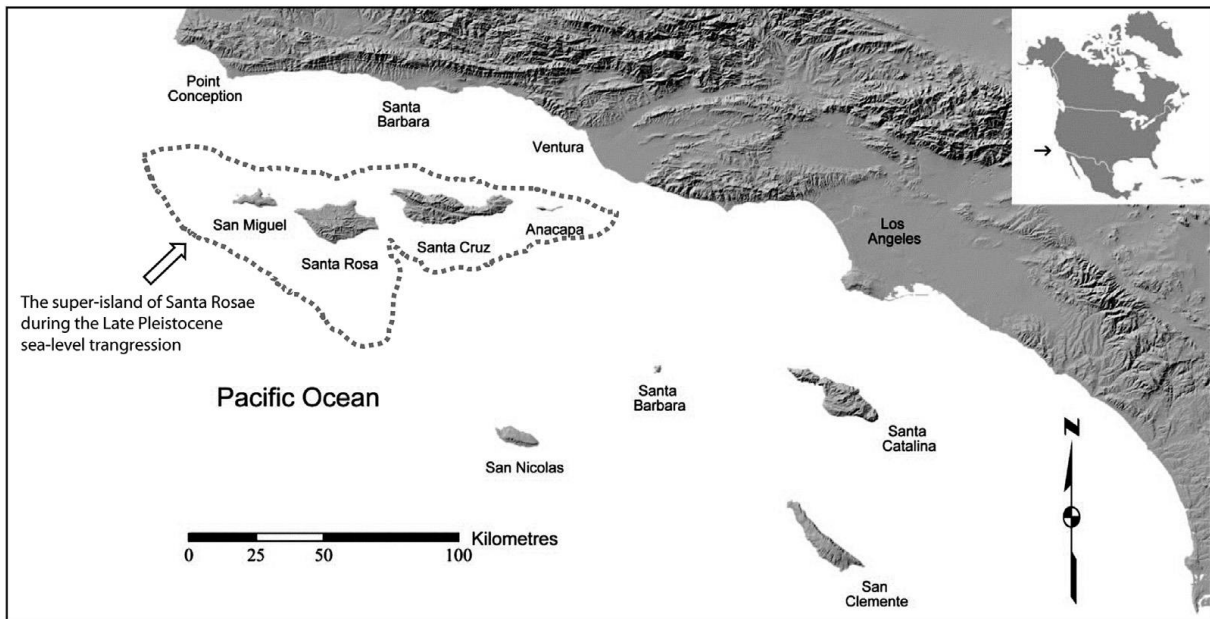 Point
Conception
Santa
Barbara
Ventura
San Miguel
Santa Cruz
Anacapa
Los
Angeles
Santa Rosa
The super-island of Santa Rosae
during the Late Pleistocene
sea-level trangression
Pacific Ocean
Santa
Barbara
Santa
Catalina
San Nicolas
N
Kilometres
0 25 50 100
San
Clemente